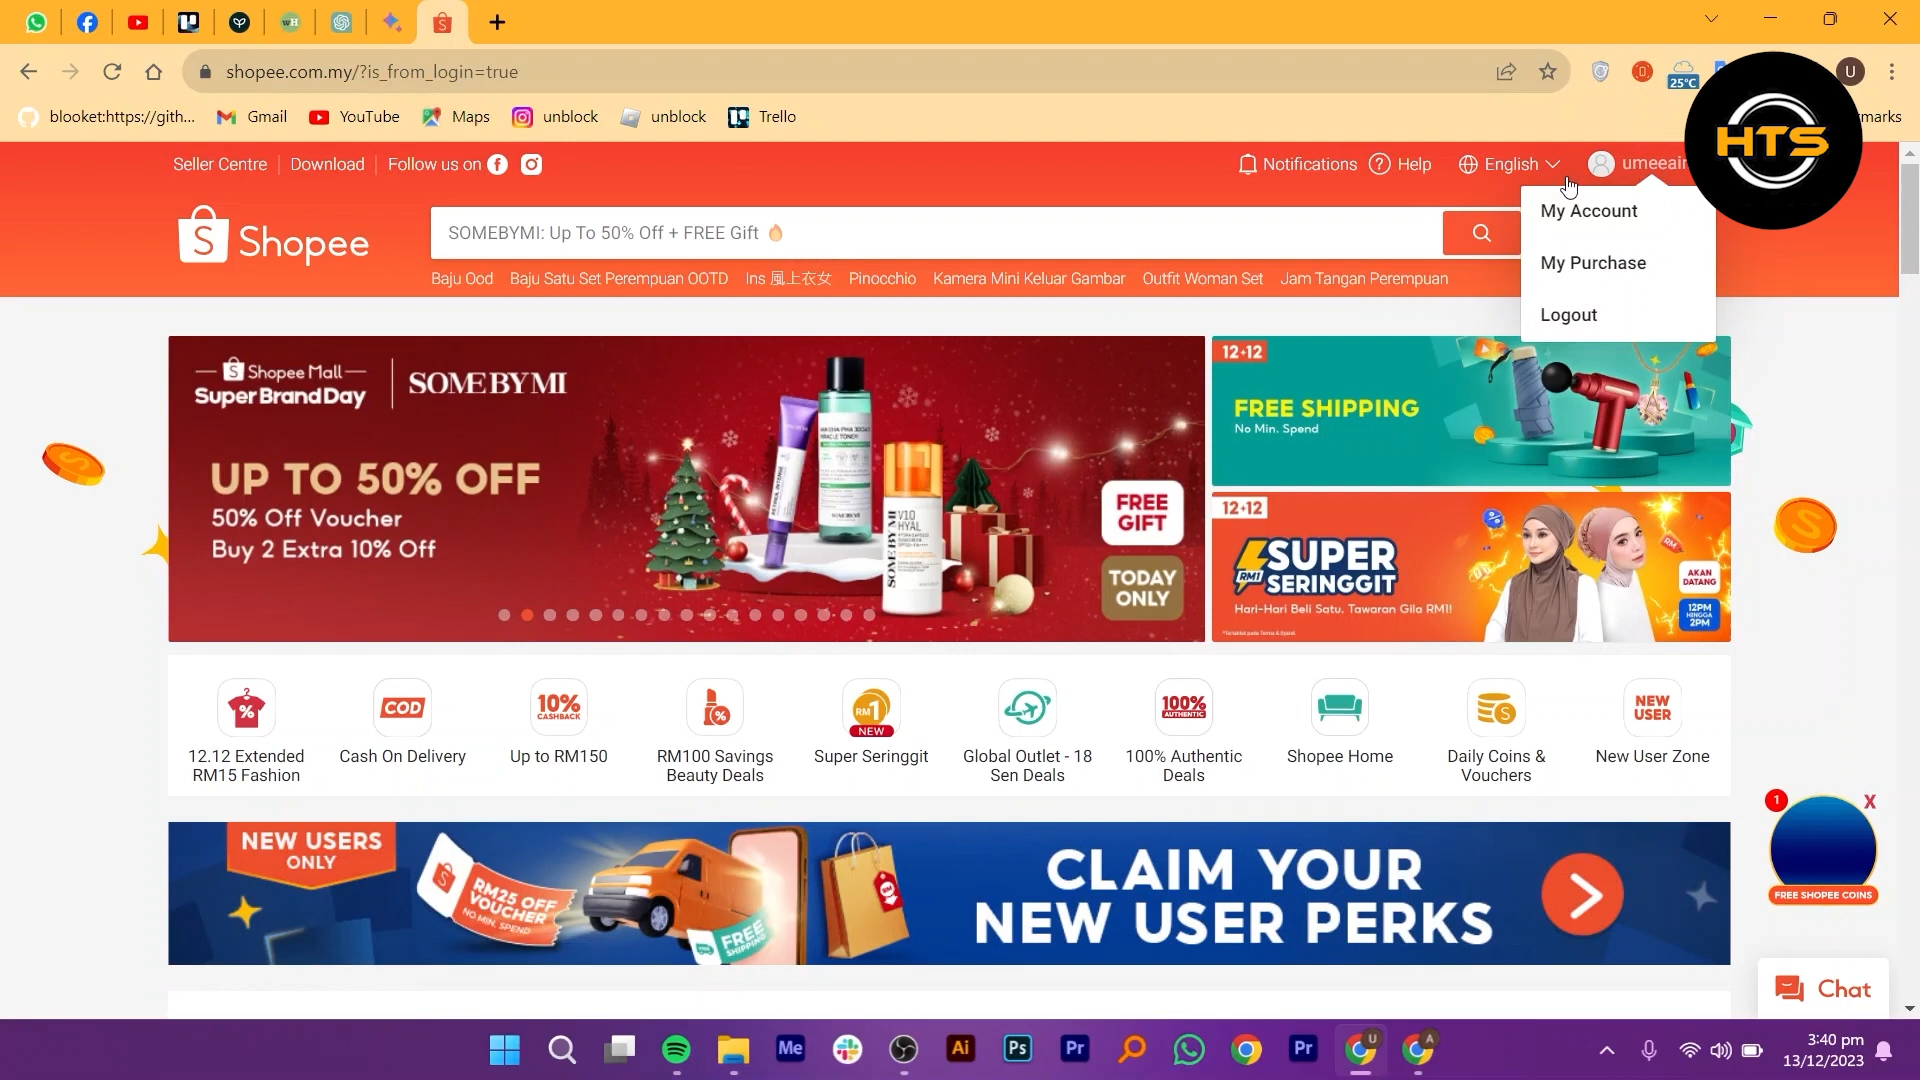 shopee.com.my/?is_from_login=true
25°C
U
blooket:https://gith...
Gmail
YouTube
Maps
unblock
unblock
Trello
marks
HTS
Seller Centre
Download
Follow us on
Notifications
Help
English
umeeair
Shopee
SOMEBYMI: Up To 50% Off + FREE Gift 🔥
My Account
My Purchase
Logout
Baju Ood
Baju Satu Set Perempuan OOTD
Ins 風上衣女
Pinocchio
Kamera Mini Keluar Gambar
Outfit Woman Set
Jam Tangan Perempuan
Shopee Mall
Super Brand Day
SOMEBYMI
UP TO 50% OFF
50% Off Voucher
Buy 2 Extra 10% Off
FREE
GIFT
TODAY
ONLY
12•12
FREE SHIPPING
No Min. Spend
12•12
RM1
SUPER
SERINGGIT
Hari-Hari Beli Satu. Tawaran Gila RM1!
AKAN
DATANG
12PM
HINGGA
2PM
COD
10%
CASHBACK
RM1
NEW
100%
AUTHENTIC
NEW
USER
12.12 Extended
RM15 Fashion
Cash On Delivery
Up to RM150
RM100 Savings
Beauty Deals
Super Seringgit
Global Outlet - 18
Sen Deals
100% Authentic
Deals
Shopee Home
Daily Coins &
Vouchers
New User Zone
NEW USERS
ONLY
RM25 OFF
VOUCHER
NO MIN. SPEND
FREE
SHIPPING
CLAIM YOUR
NEW USER PERKS
1
X
FREE SHOPEE COINS
Chat
Me
Ai
Ps
Pr
Pr
U
A
3:40 pm
13/12/2023